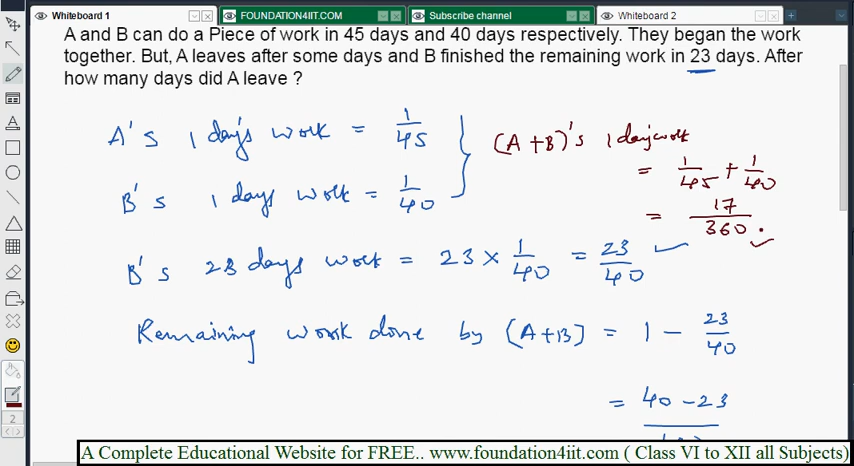 Whiteboard 1 FOUNDATION4IIT.COM Subscribe channel Whiteboard 2
A and B can do a Piece of work in 45 days and 40 days respectively. They began the work
together. But, A leaves after some days and B finished the remaining work in 23 days. After
how many days did A leave ?
A's 1 day's work = 1/45
B's 1 days work = 1/40
(A+B)'s 1 day's work
= 1/45 + 1/40
= 17/360.
B's 23 days work = 23 × 1/40 = 23/40
Remaining work done by (A+B) = 1 - 23/40
= 40-23
2
A Complete Educational Website for FREE.. www.foundation4iit.com ( Class VI to XII all Subjects)